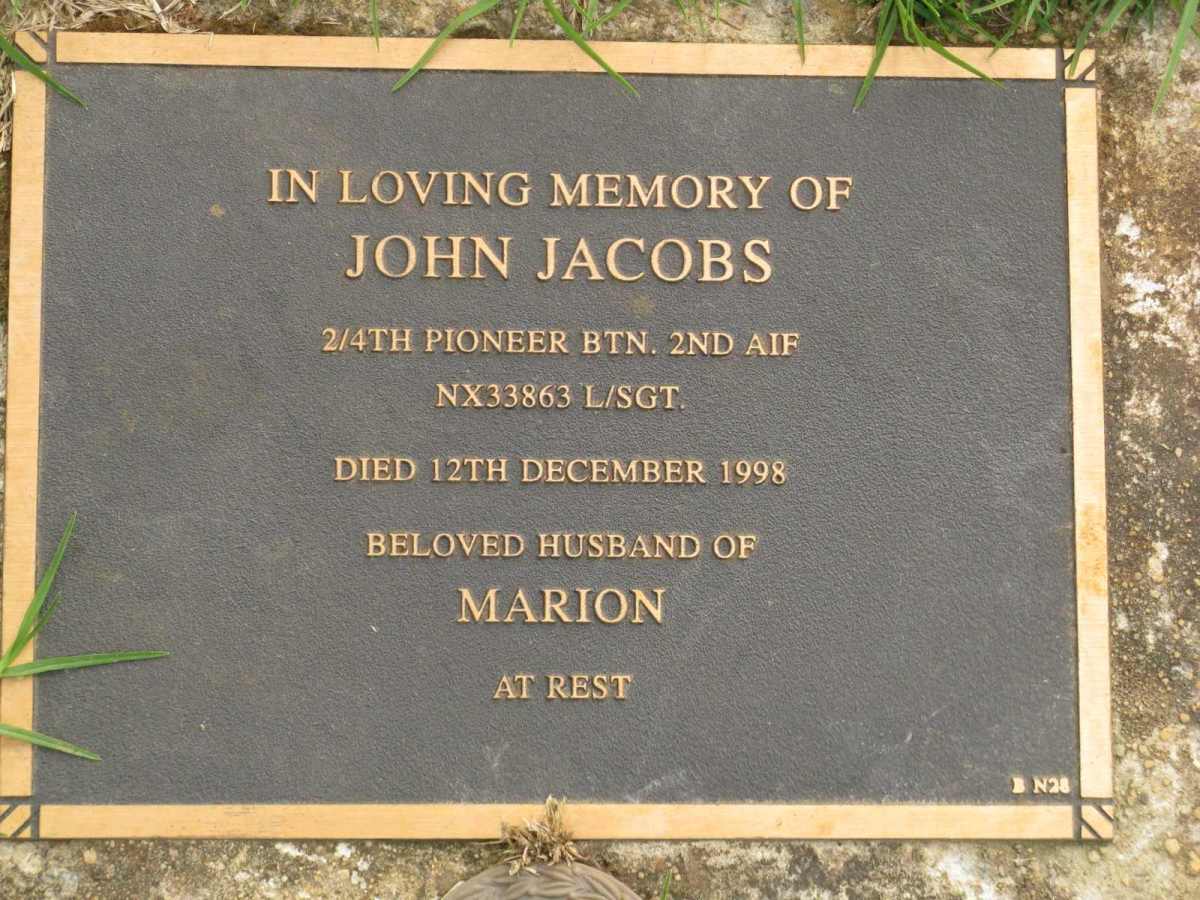 IN LOVING MEMORY OF
JOHN JACOBS
2/4TH PIONEER BTN. 2ND AIF
NX33863 L/SGT.
DIED 12TH DECEMBER 1998
BELOVED HUSBAND OF
MARION
AT REST
B N28